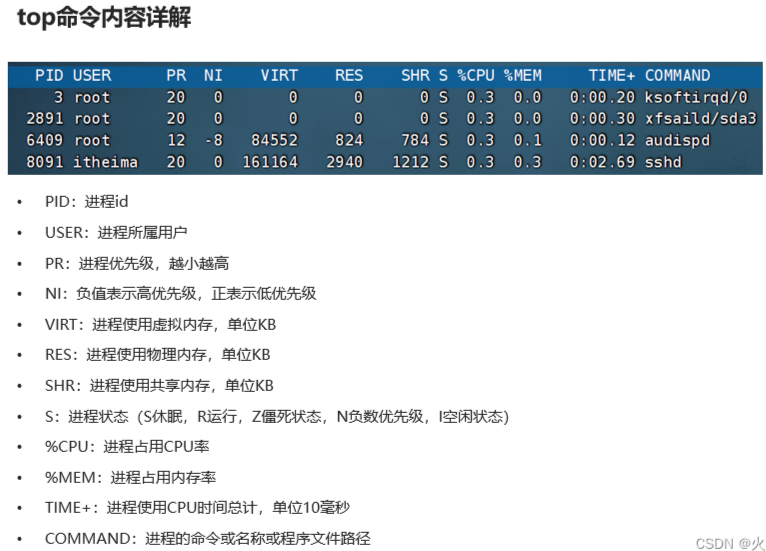 top命令内容详解
PID USER PR NI VIRT RES SHR S %CPU %MEM TIME+ COMMAND
3 root 20 0 0 0 0 S 0.3 0.0 0:00.20 ksoftirqd/0
2891 root 20 0 0 0 0 S 0.3 0.0 0:00.30 xfsaild/sda3
6409 root 12 -8 84552 824 784 S 0.3 0.1 0:00.12 audispd
8091 itheima 20 0 161164 2940 1212 S 0.3 0.3 0:02.69 sshd
• PID：进程id
• USER：进程所属用户
• PR：进程优先级，越小越高
• NI：负值表示高优先级，正表示低优先级
• VIRT：进程使用虚拟内存，单位KB
• RES：进程使用物理内存，单位KB
• SHR：进程使用共享内存，单位KB
• S：进程状态（S休眠，R运行，Z僵死状态，N负数优先级，I空闲状态）
• %CPU：进程占用CPU率
• %MEM：进程占用内存率
• TIME+：进程使用CPU时间总计，单位10毫秒
• COMMAND：进程的命令或名称或程序文件路径
CSDN @火